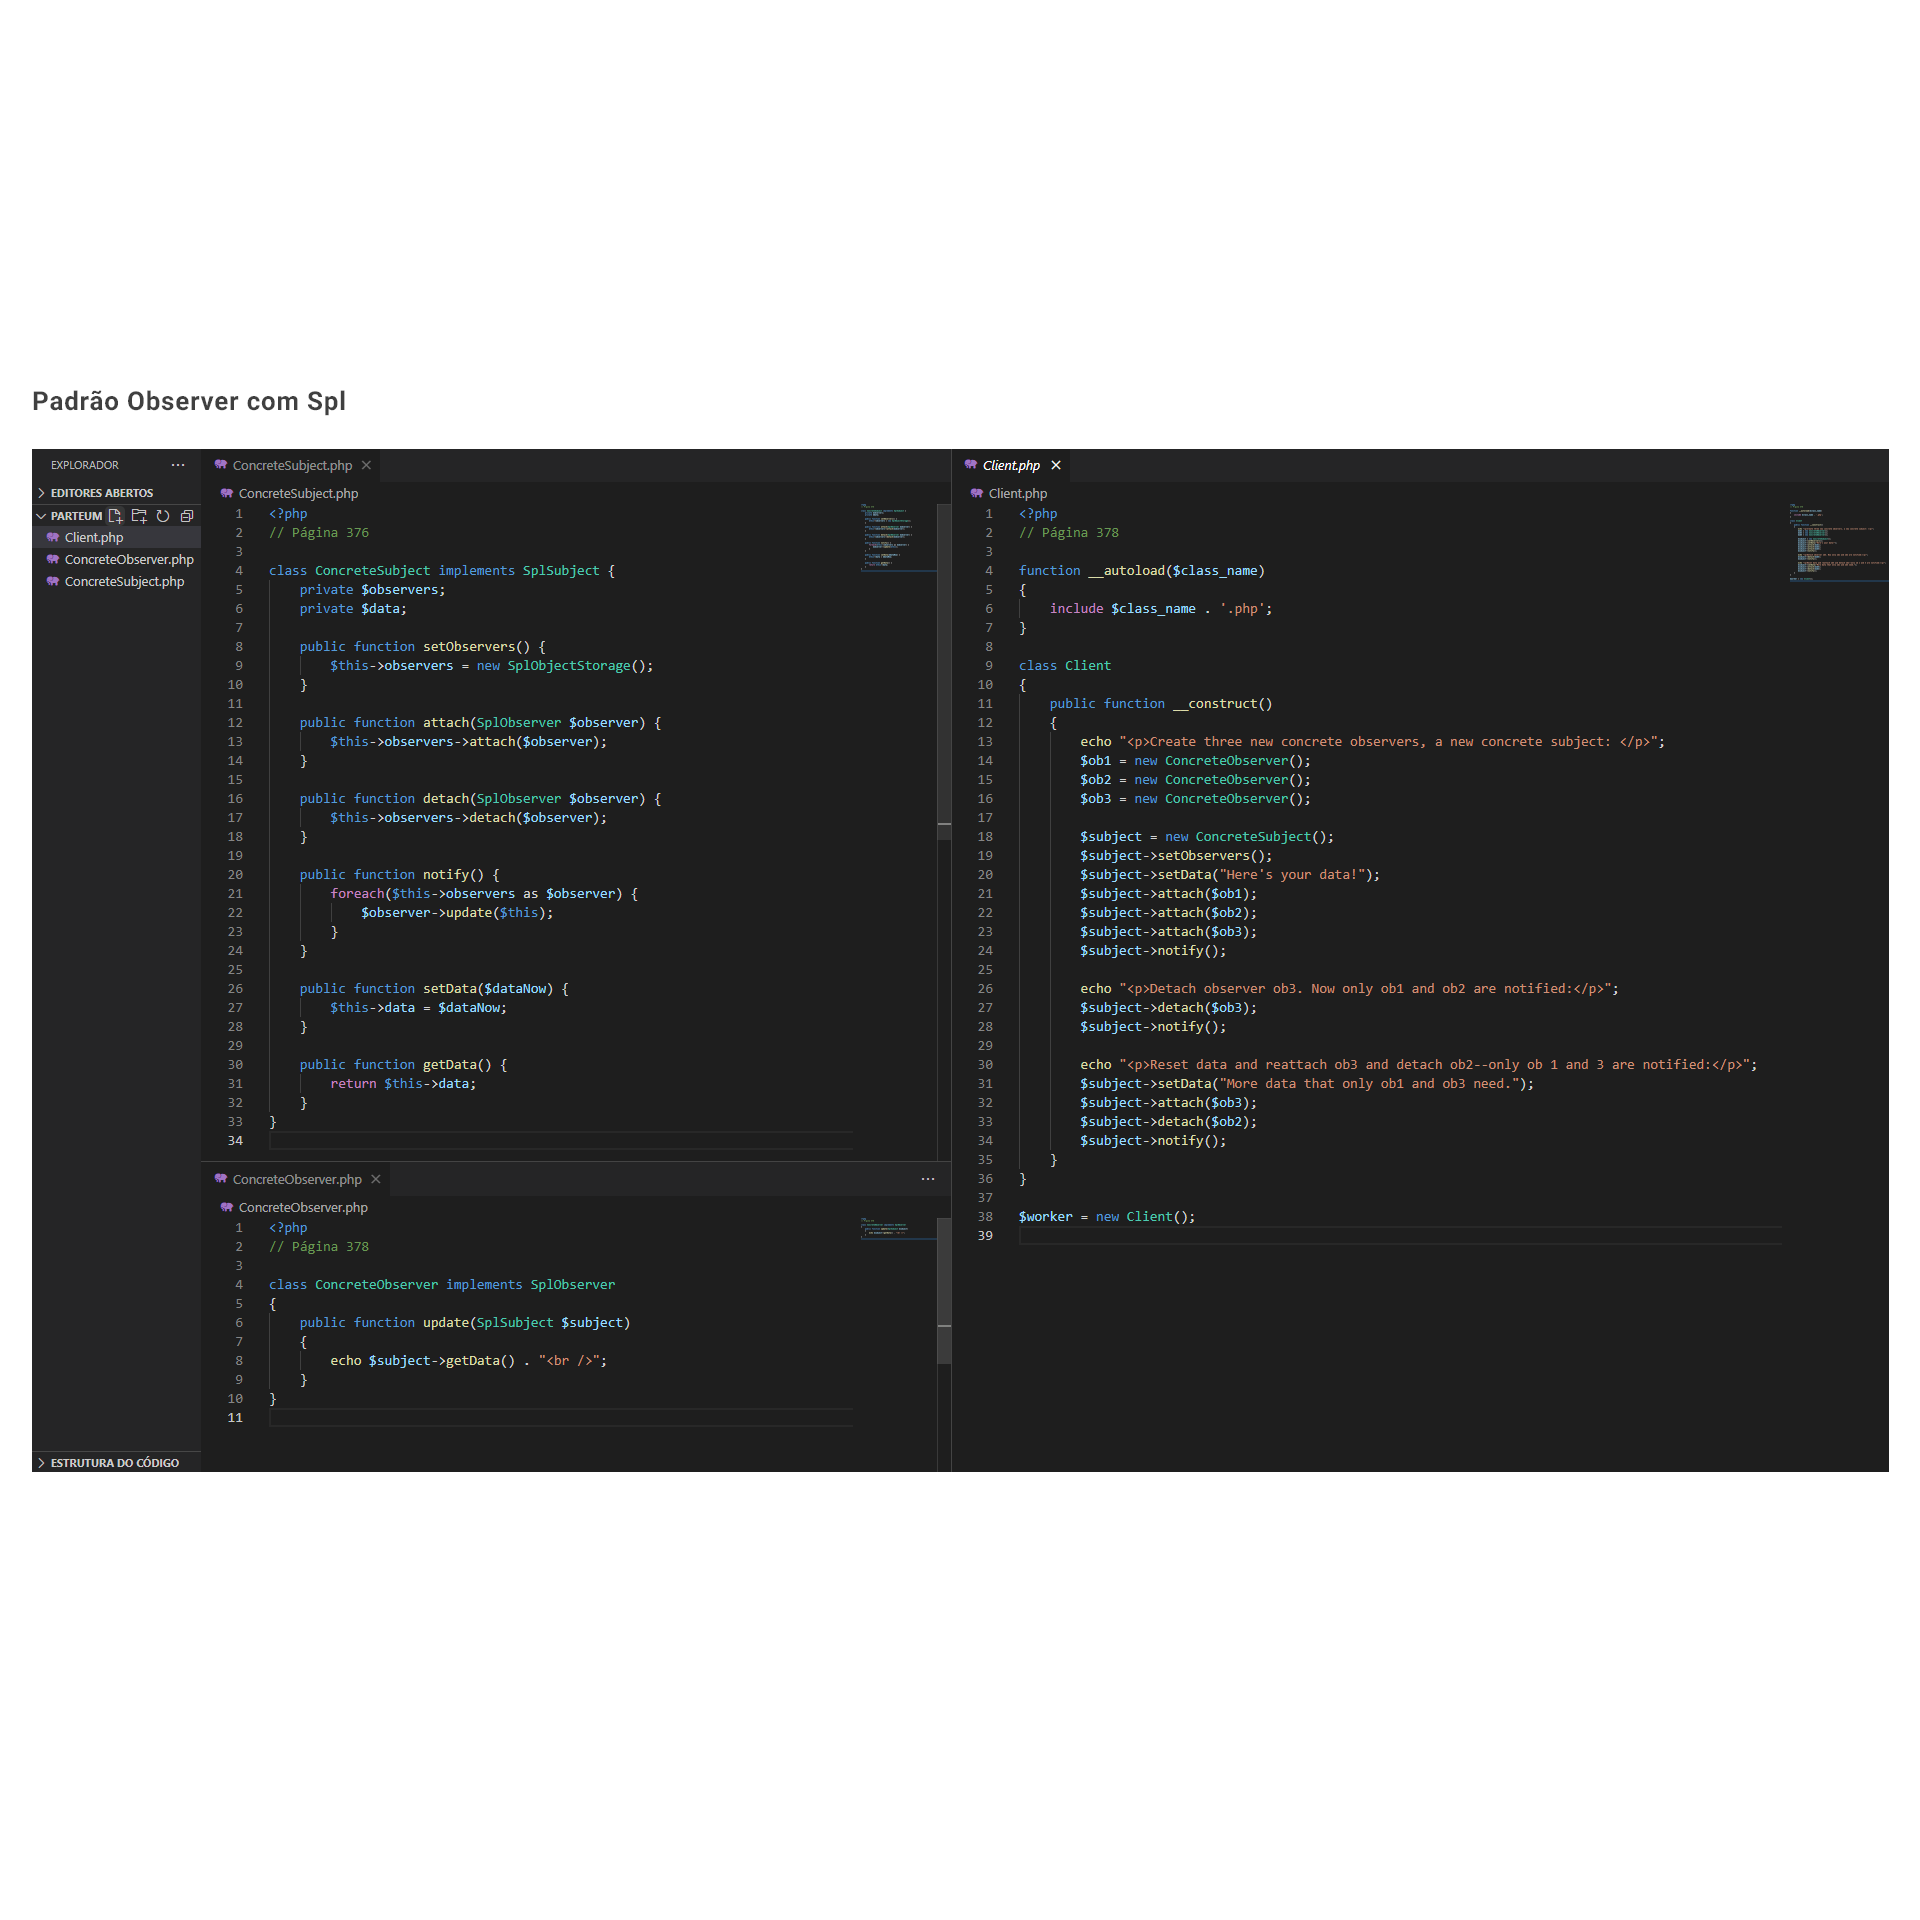 Padrão Observer com Spl
EXPLORADOR
EDITORES ABERTOS
PARTEUM
Client.php
ConcreteObserver.php
ConcreteSubject.php
ESTRUTURA DO CÓDIGO
ConcreteSubject.php
ConcreteSubject.php
1 <?php
2 // Página 376
3
4 class ConcreteSubject implements SplSubject {
5     private $observers;
6     private $data;
7
8     public function setObservers() {
9         $this->observers = new SplObjectStorage();
10     }
11
12     public function attach(SplObserver $observer) {
13         $this->observers->attach($observer);
14     }
15
16     public function detach(SplObserver $observer) {
17         $this->observers->detach($observer);
18     }
19
20     public function notify() {
21         foreach($this->observers as $observer) {
22             $observer->update($this);
23         }
24     }
25
26     public function setData($dataNow) {
27         $this->data = $dataNow;
28     }
29
30     public function getData() {
31         return $this->data;
32     }
33 }
34
ConcreteObserver.php
ConcreteObserver.php
1 <?php
2 // Página 378
3
4 class ConcreteObserver implements SplObserver
5 {
6     public function update(SplSubject $subject)
7     {
8         echo $subject->getData() . "<br />";
9     }
10 }
11
Client.php
Client.php
1 <?php
2 // Página 378
3
4 function __autoload($class_name)
5 {
6     include $class_name . '.php';
7 }
8
9 class Client
10 {
11     public function __construct()
12     {
13         echo "<p>Create three new concrete observers, a new concrete subject: </p>";
14         $ob1 = new ConcreteObserver();
15         $ob2 = new ConcreteObserver();
16         $ob3 = new ConcreteObserver();
17
18         $subject = new ConcreteSubject();
19         $subject->setObservers();
20         $subject->setData("Here's your data!");
21         $subject->attach($ob1);
22         $subject->attach($ob2);
23         $subject->attach($ob3);
24         $subject->notify();
25
26         echo "<p>Detach observer ob3. Now only ob1 and ob2 are notified:</p>";
27         $subject->detach($ob3);
28         $subject->notify();
29
30         echo "<p>Reset data and reattach ob3 and detach ob2--only ob 1 and 3 are notified:</p>";
31         $subject->setData("More data that only ob1 and ob3 need.");
32         $subject->attach($ob3);
33         $subject->detach($ob2);
34         $subject->notify();
35     }
36 }
37
38 $worker = new Client();
39